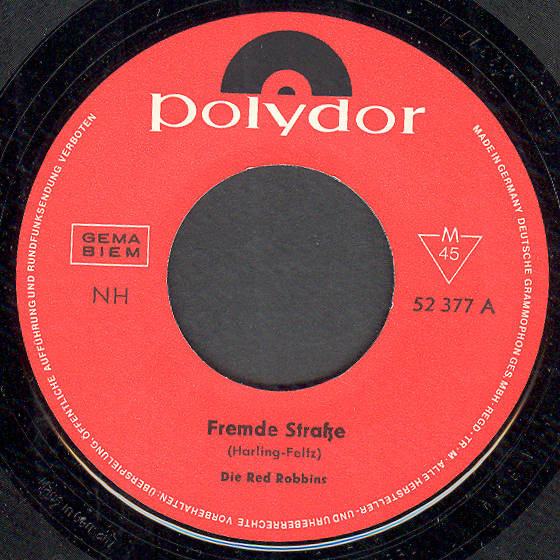 polydor
GEMA
BIEM
NH
M
45
52 377 A
Fremde Straße
(Harling-Feltz)
Die Red Robbins
MADE IN GERMANY DEUTSCHE GRAMMOPHON GES MBH · REGD · TR · M · ALLE HERSTELLER- UND URHEBERRECHTE VORBEHALTEN · ÜBERSPIELUNG, ÖFFENTLICHE AUFFÜHRUNG UND RUNDFUNKSENDUNG VERBOTEN